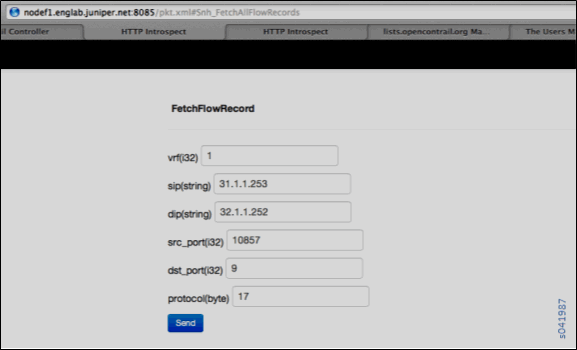 nodef1.englab.juniper.net:8085/pkt.xml#Snh_FetchAllFlowRecords
il Controller HTTP Introspect HTTP Introspect lists.opencontrail.org Ma... The Users M
FetchFlowRecord
vrf(i32) 1
sip(string) 31.1.1.253
dip(string) 32.1.1.252
src_port(i32) 10857
dst_port(i32) 9
protocol(byte) 17
Send
s041987